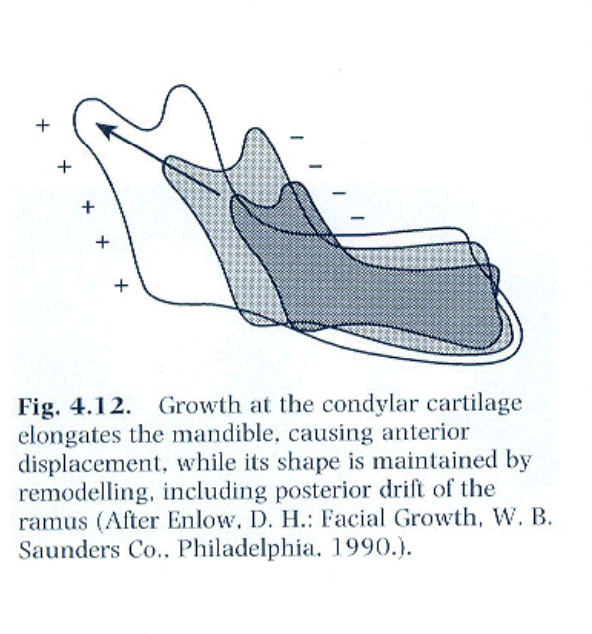 +
+
+
+
+
−
−
−
−
Fig. 4.12. Growth at the condylar cartilage
elongates the mandible, causing anterior
displacement, while its shape is maintained by
remodelling, including posterior drift of the
ramus (After Enlow, D. H.: Facial Growth, W. B.
Saunders Co., Philadelphia, 1990.).